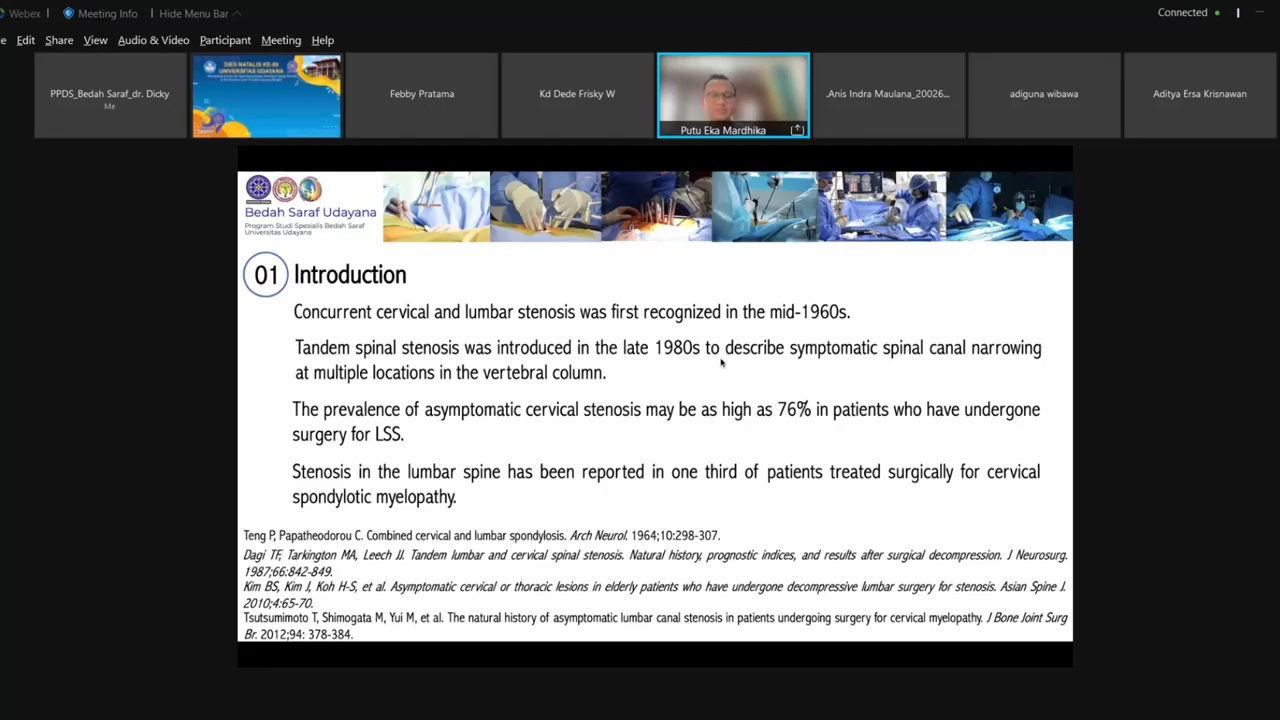 Webex
Meeting Info
Hide Menu Bar
Connected
e Edit Share View Audio & Video Participant Meeting Help
PPDS_Bedah Saraf_dr. Dicky
Me
DIES NATALIS KE-
UNIVERSITAS UDAYANA
Febby Pratama
Kd Dede Frisky W
Putu Eka Mardhika
.Anis Indra Maulana_20026...
adiguna wibawa
Aditya Ersa Krisnawan
Bedah Saraf Udayana
Program Studi Spesialis Bedah Saraf
Universitas Udayana
01 Introduction
Concurrent cervical and lumbar stenosis was first recognized in the mid-1960s.
Tandem spinal stenosis was introduced in the late 1980s to describe symptomatic spinal canal narrowing
at multiple locations in the vertebral column.
The prevalence of asymptomatic cervical stenosis may be as high as 76% in patients who have undergone
surgery for LSS.
Stenosis in the lumbar spine has been reported in one third of patients treated surgically for cervical
spondylotic myelopathy.
Teng P, Papatheodorou C. Combined cervical and lumbar spondylosis. Arch Neurol. 1964;10:298-307.
Dagi TF, Tarkington MA, Leech JJ. Tandem lumbar and cervical spinal stenosis. Natural history, prognostic indices, and results after surgical decompression. J Neurosurg.
1987;66:842-849.
Kim BS, Kim J, Koh H-S, et al. Asymptomatic cervical or thoracic lesions in elderly patients who have undergone decompressive lumbar surgery for stenosis. Asian Spine J.
2010;4:65-70.
Tsutsumimoto T, Shimogata M, Yui M, et al. The natural history of asymptomatic lumbar canal stenosis in patients undergoing surgery for cervical myelopathy. J Bone Joint Surg
Br. 2012;94: 378-384.